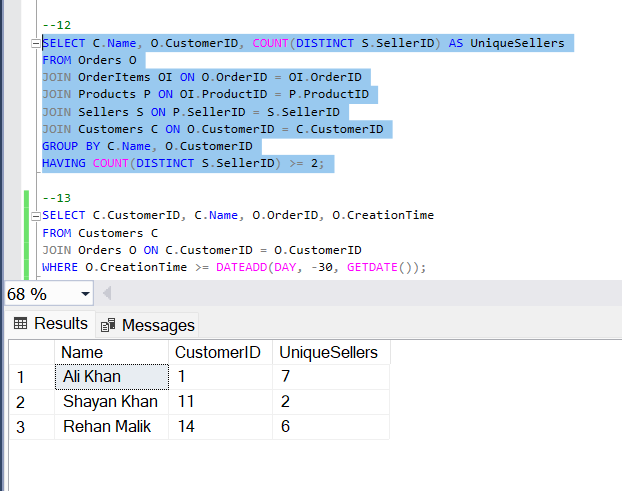 --12
SELECT C.Name, O.CustomerID, COUNT(DISTINCT S.SellerID) AS UniqueSellers
FROM Orders O
JOIN OrderItems OI ON O.OrderID = OI.OrderID
JOIN Products P ON OI.ProductID = P.ProductID
JOIN Sellers S ON P.SellerID = S.SellerID
JOIN Customers C ON O.CustomerID = C.CustomerID
GROUP BY C.Name, O.CustomerID
HAVING COUNT(DISTINCT S.SellerID) >= 2;
--13
SELECT C.CustomerID, C.Name, O.OrderID, O.CreationTime
FROM Customers C
JOIN Orders O ON C.CustomerID = O.CustomerID
WHERE O.CreationTime >= DATEADD(DAY, -30, GETDATE());
68 %
Results Messages
Name CustomerID UniqueSellers
1 Ali Khan 1 7
2 Shayan Khan 11 2
3 Rehan Malik 14 6